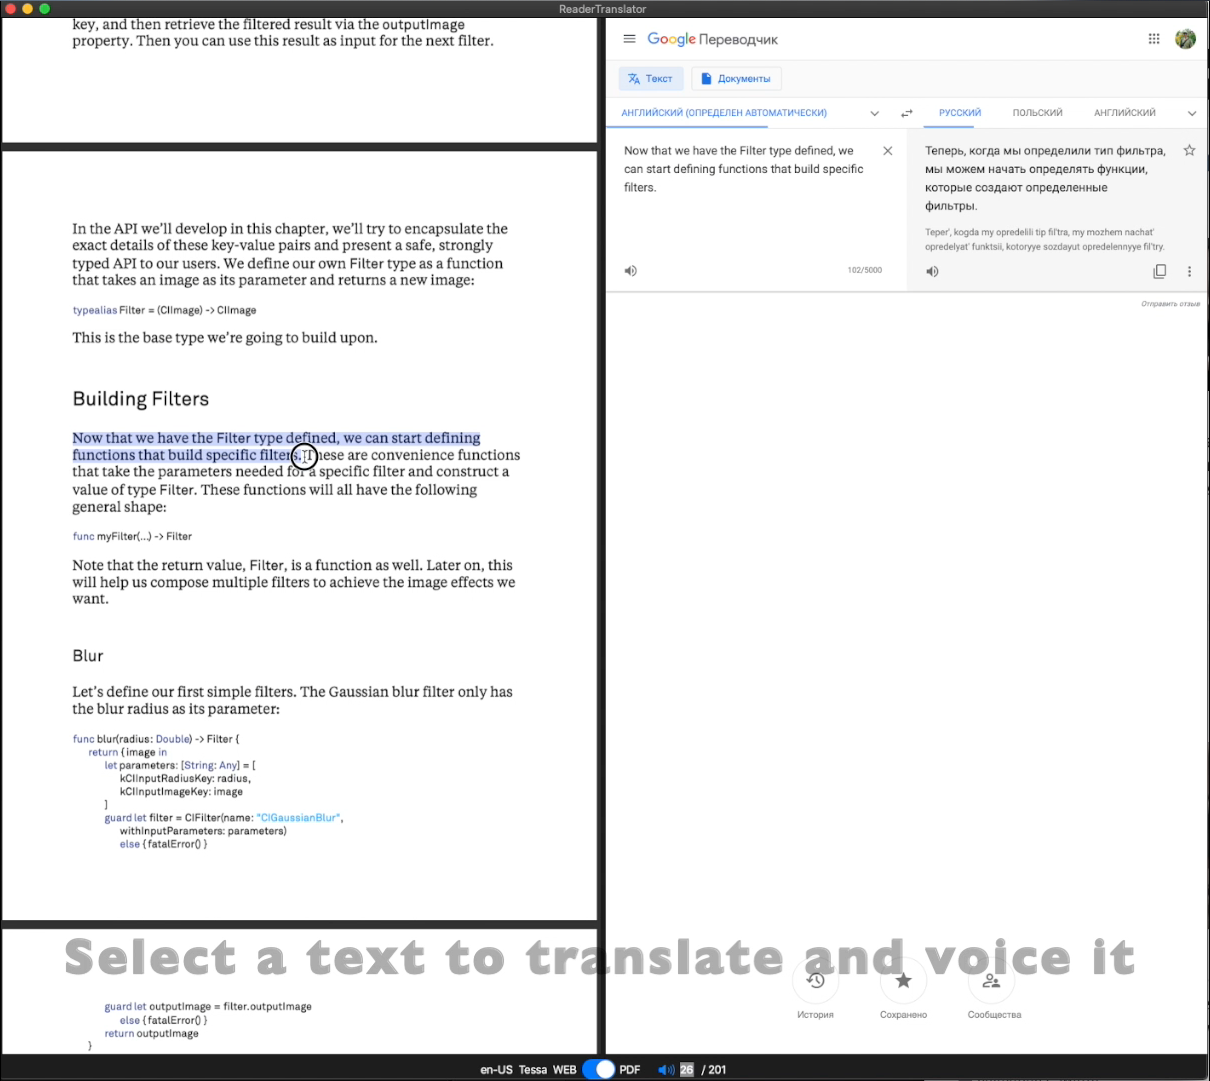 ReaderTranslator
key, and then retrieve the filtered result via the outputImage
property. Then you can use this result as input for the next filter.
In the API we’ll develop in this chapter, we’ll try to encapsulate the
exact details of these key-value pairs and present a safe, strongly
typed API to our users. We define our own Filter type as a function
that takes an image as its parameter and returns a new image:
typealias Filter = (CIImage) -> CIImage
This is the base type we’re going to build upon.
Building Filters
Now that we have the Filter type defined, we can start defining
functions that build specific filters. These are convenience functions
that take the parameters needed for a specific filter and construct a
value of type Filter. These functions will all have the following
general shape:
func myFilter(...) -> Filter
Note that the return value, Filter, is a function as well. Later on, this
will help us compose multiple filters to achieve the image effects we
want.
Blur
Let’s define our first simple filters. The Gaussian blur filter only has
the blur radius as its parameter:
func blur(radius: Double) -> Filter {
return { image in
let parameters: [String: Any] = [
kCIInputRadiusKey: radius,
kCIInputImageKey: image
]
guard let filter = CIFilter(name: "CIGaussianBlur",
withInputParameters: parameters)
else { fatalError() }
guard let outputImage = filter.outputImage
else { fatalError() }
return outputImage
}
Google Переводчик
Текст
Документы
АНГЛИЙСКИЙ (ОПРЕДЕЛЕН АВТОМАТИЧЕСКИ)
РУССКИЙ
ПОЛЬСКИЙ
АНГЛИЙСКИЙ
Now that we have the Filter type defined, we
can start defining functions that build specific
filters.
102/5000
Теперь, когда мы определили тип фильтра,
мы можем начать определять функции,
которые создают определенные
фильтры.
Teper', kogda my opredelili tip fil'tra, my mozhem nachat'
opredelyat' funktsii, kotoryye sozdayut opredelennyye fil'try.
Отправить отзыв
Select a text to translate and voice it
История
Сохранено
Сообщества
en-US Tessa WEB PDF 26 / 201